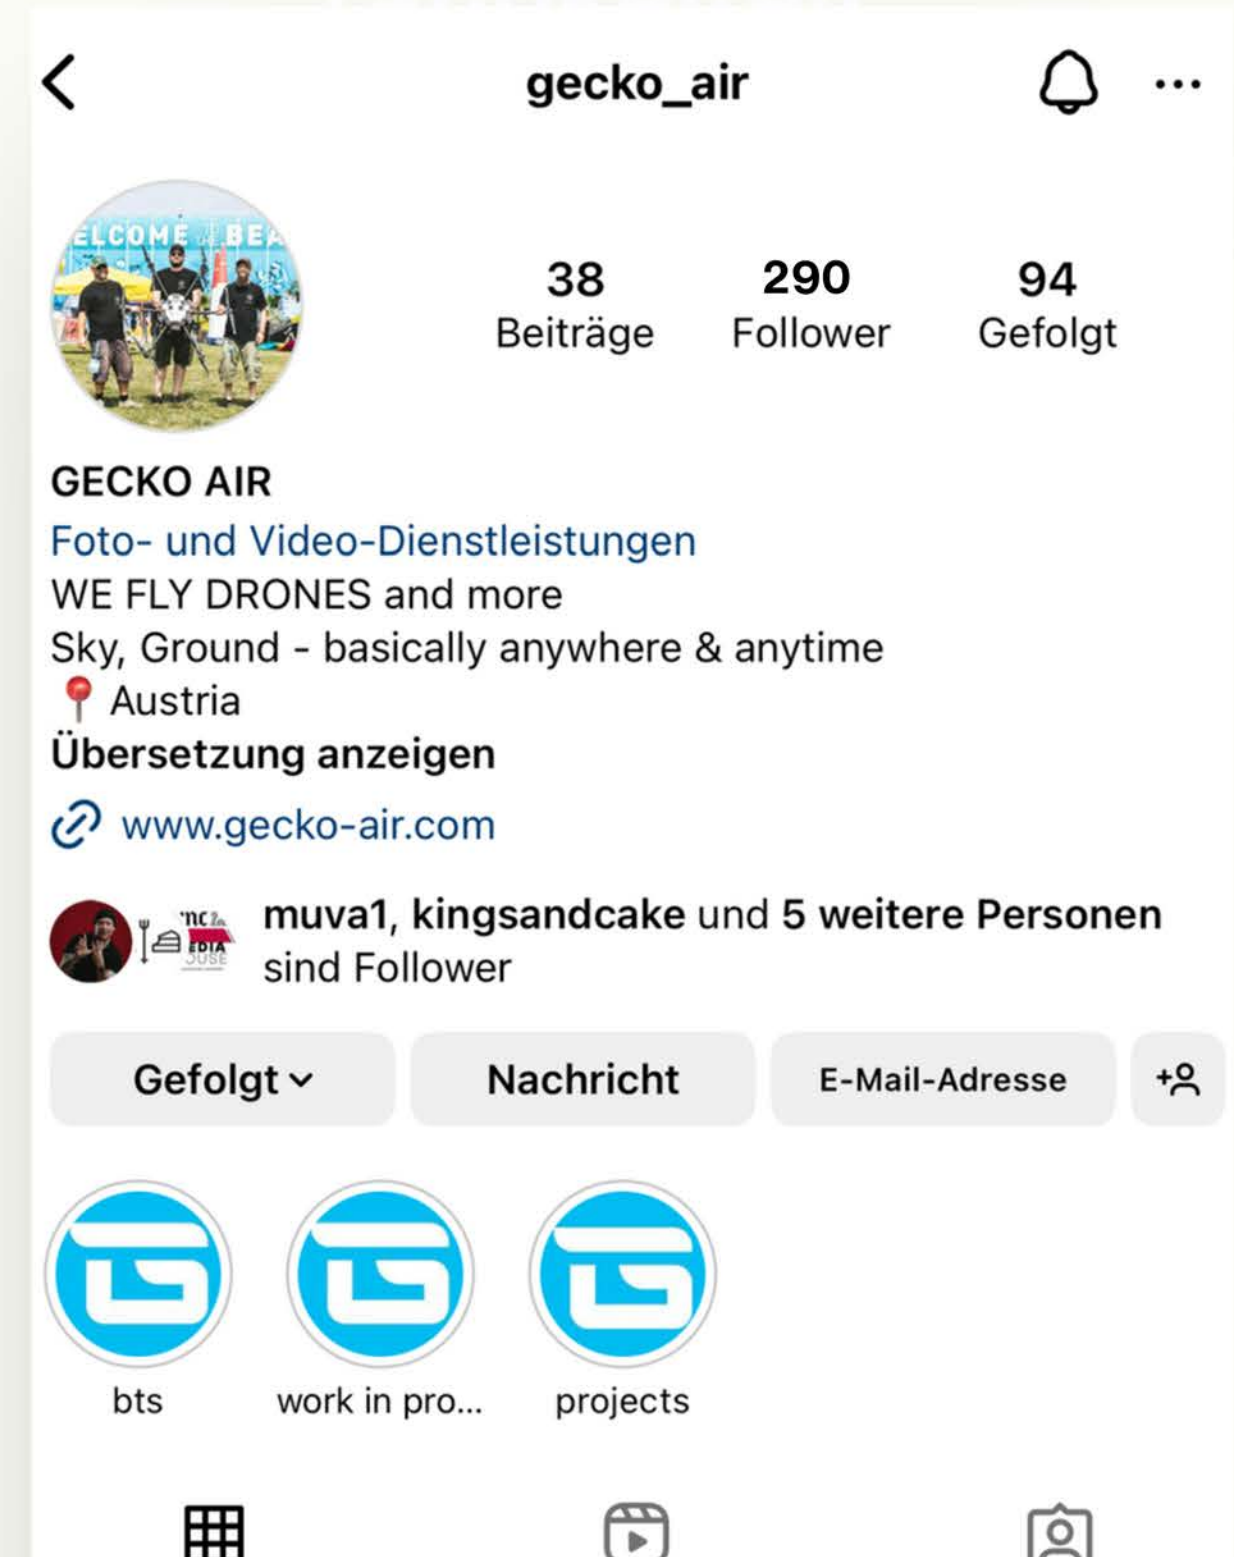 gecko_air
ELCOME BEA
38 290 94
Beiträge Follower Gefolgt
GECKO AIR
Foto- und Video-Dienstleistungen
WE FLY DRONES and more
Sky, Ground - basically anywhere & anytime
📍 Austria
Übersetzung anzeigen
www.gecko-air.com
muva1, kingsandcake und 5 weitere Personen
sind Follower
Gefolgt Nachricht E-Mail-Adresse
bts work in pro... projects